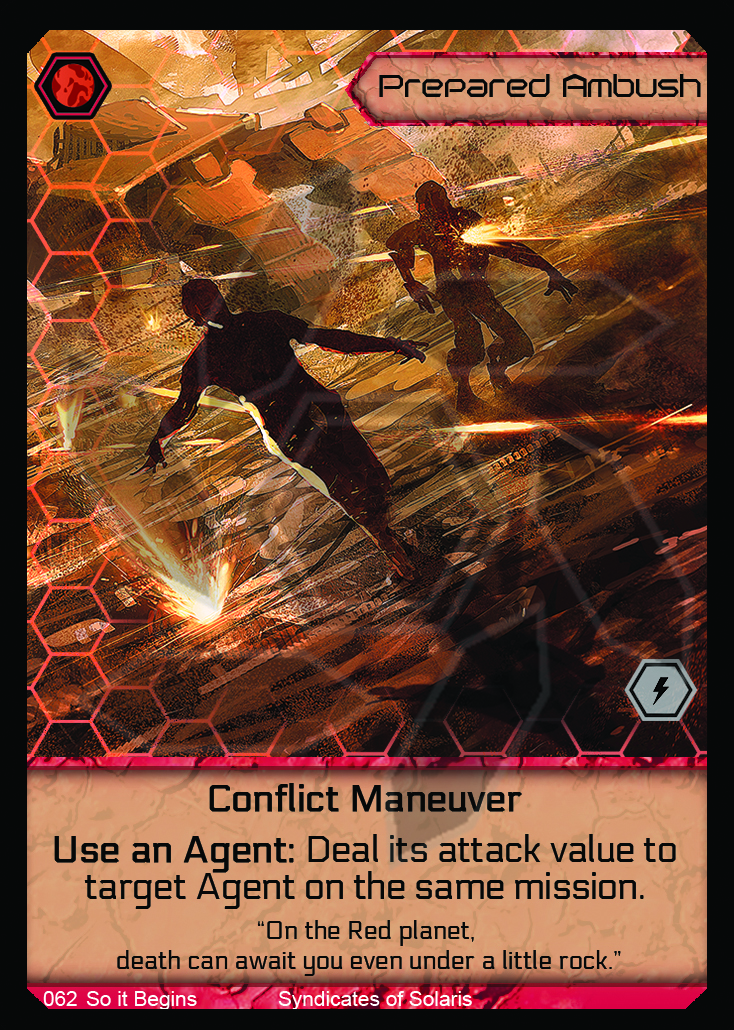 Prepared Ambush
Conflict Maneuver
Use an Agent: Deal its attack value to
target Agent on the same mission.
“On the Red planet,
death can await you even under a little rock.”
062 So it Begins Syndicates of Solaris